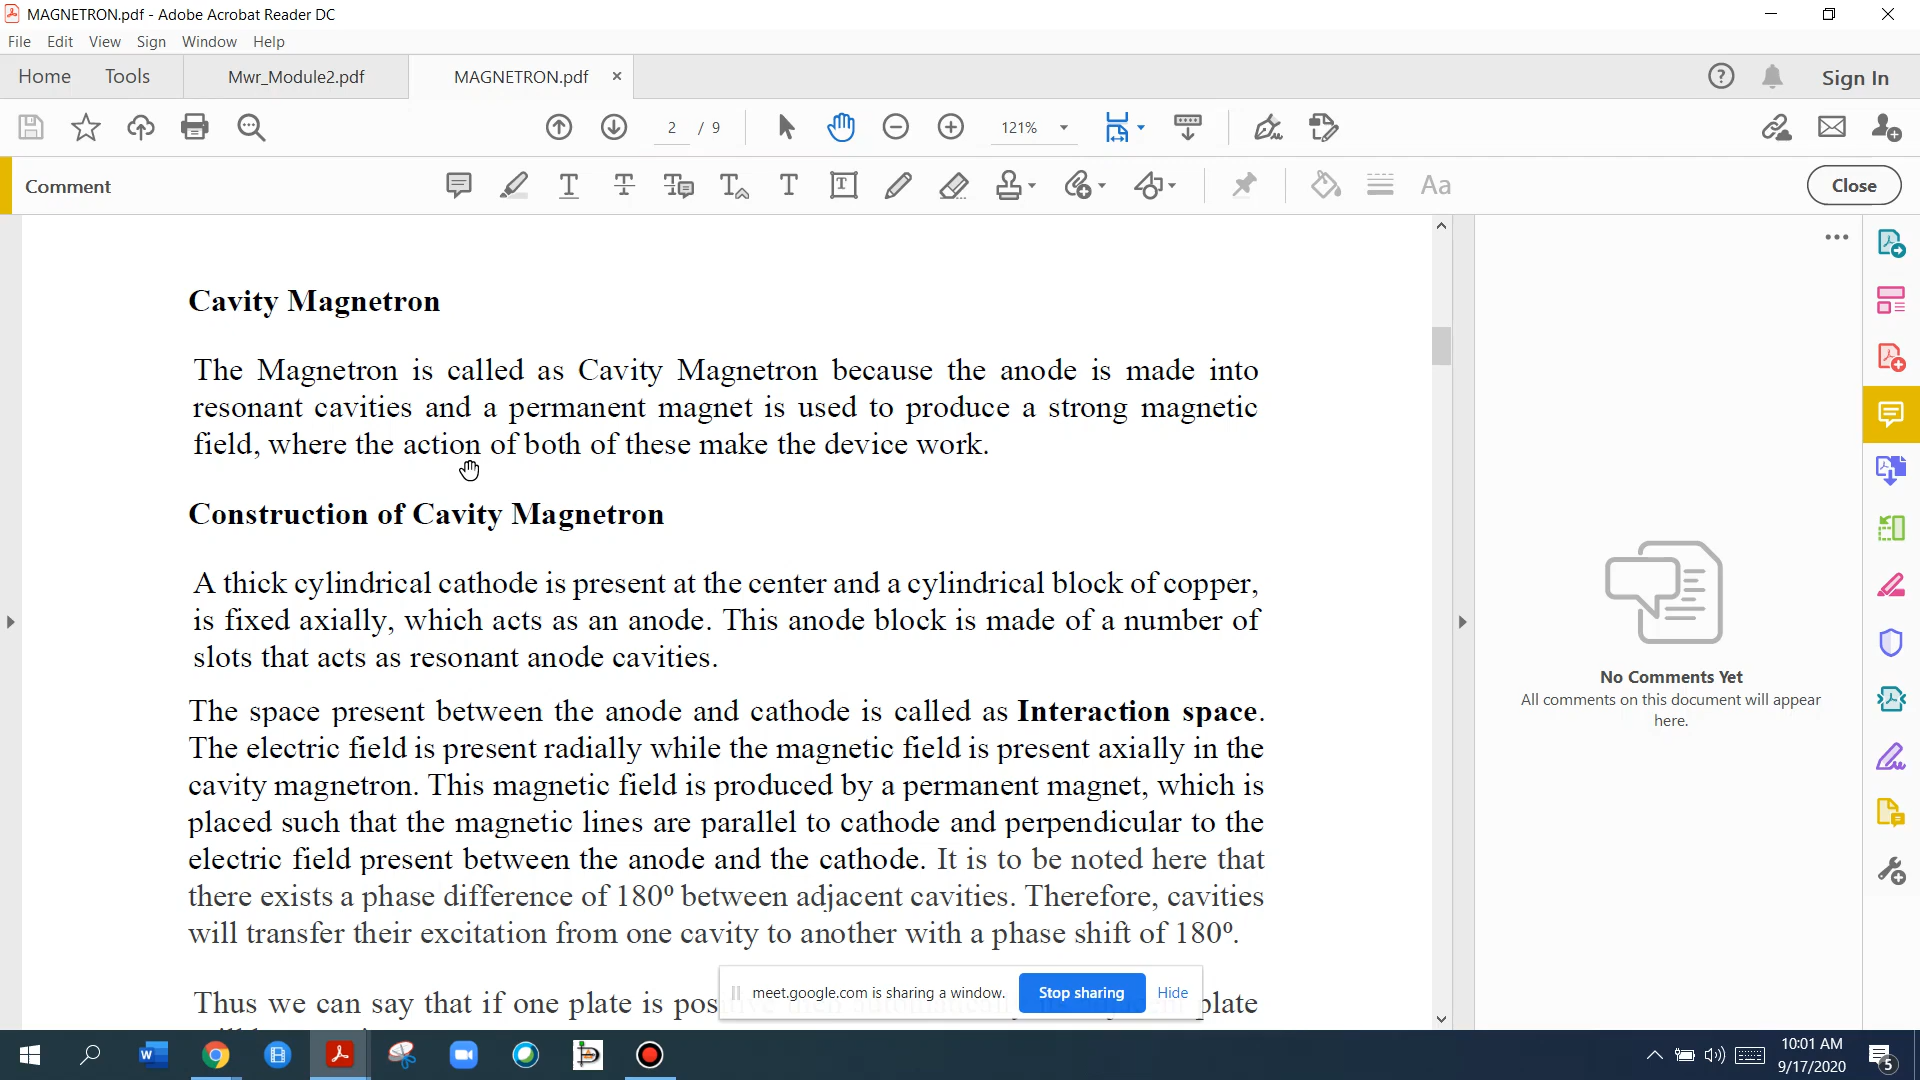 MAGNETRON.pdf - Adobe Acrobat Reader DC
File Edit View Sign Window Help
Home Tools Mwr_Module2.pdf MAGNETRON.pdf × Sign In
2 / 9 121%
Comment Aa Close
Cavity Magnetron
The Magnetron is called as Cavity Magnetron because the anode is made into
resonant cavities and a permanent magnet is used to produce a strong magnetic
field, where the action of both of these make the device work.
Construction of Cavity Magnetron
A thick cylindrical cathode is present at the center and a cylindrical block of copper,
is fixed axially, which acts as an anode. This anode block is made of a number of
slots that acts as resonant anode cavities.
The space present between the anode and cathode is called as Interaction space.
The electric field is present radially while the magnetic field is present axially in the
cavity magnetron. This magnetic field is produced by a permanent magnet, which is
placed such that the magnetic lines are parallel to cathode and perpendicular to the
electric field present between the anode and the cathode. It is to be noted here that
there exists a phase difference of 180º between adjacent cavities. Therefore, cavities
will transfer their excitation from one cavity to another with a phase shift of 180º.
Thus we can say that if one plate is plate
No Comments Yet
All comments on this document will appear
here.
meet.google.com is sharing a window. Stop sharing Hide
10:01 AM
9/17/2020
5